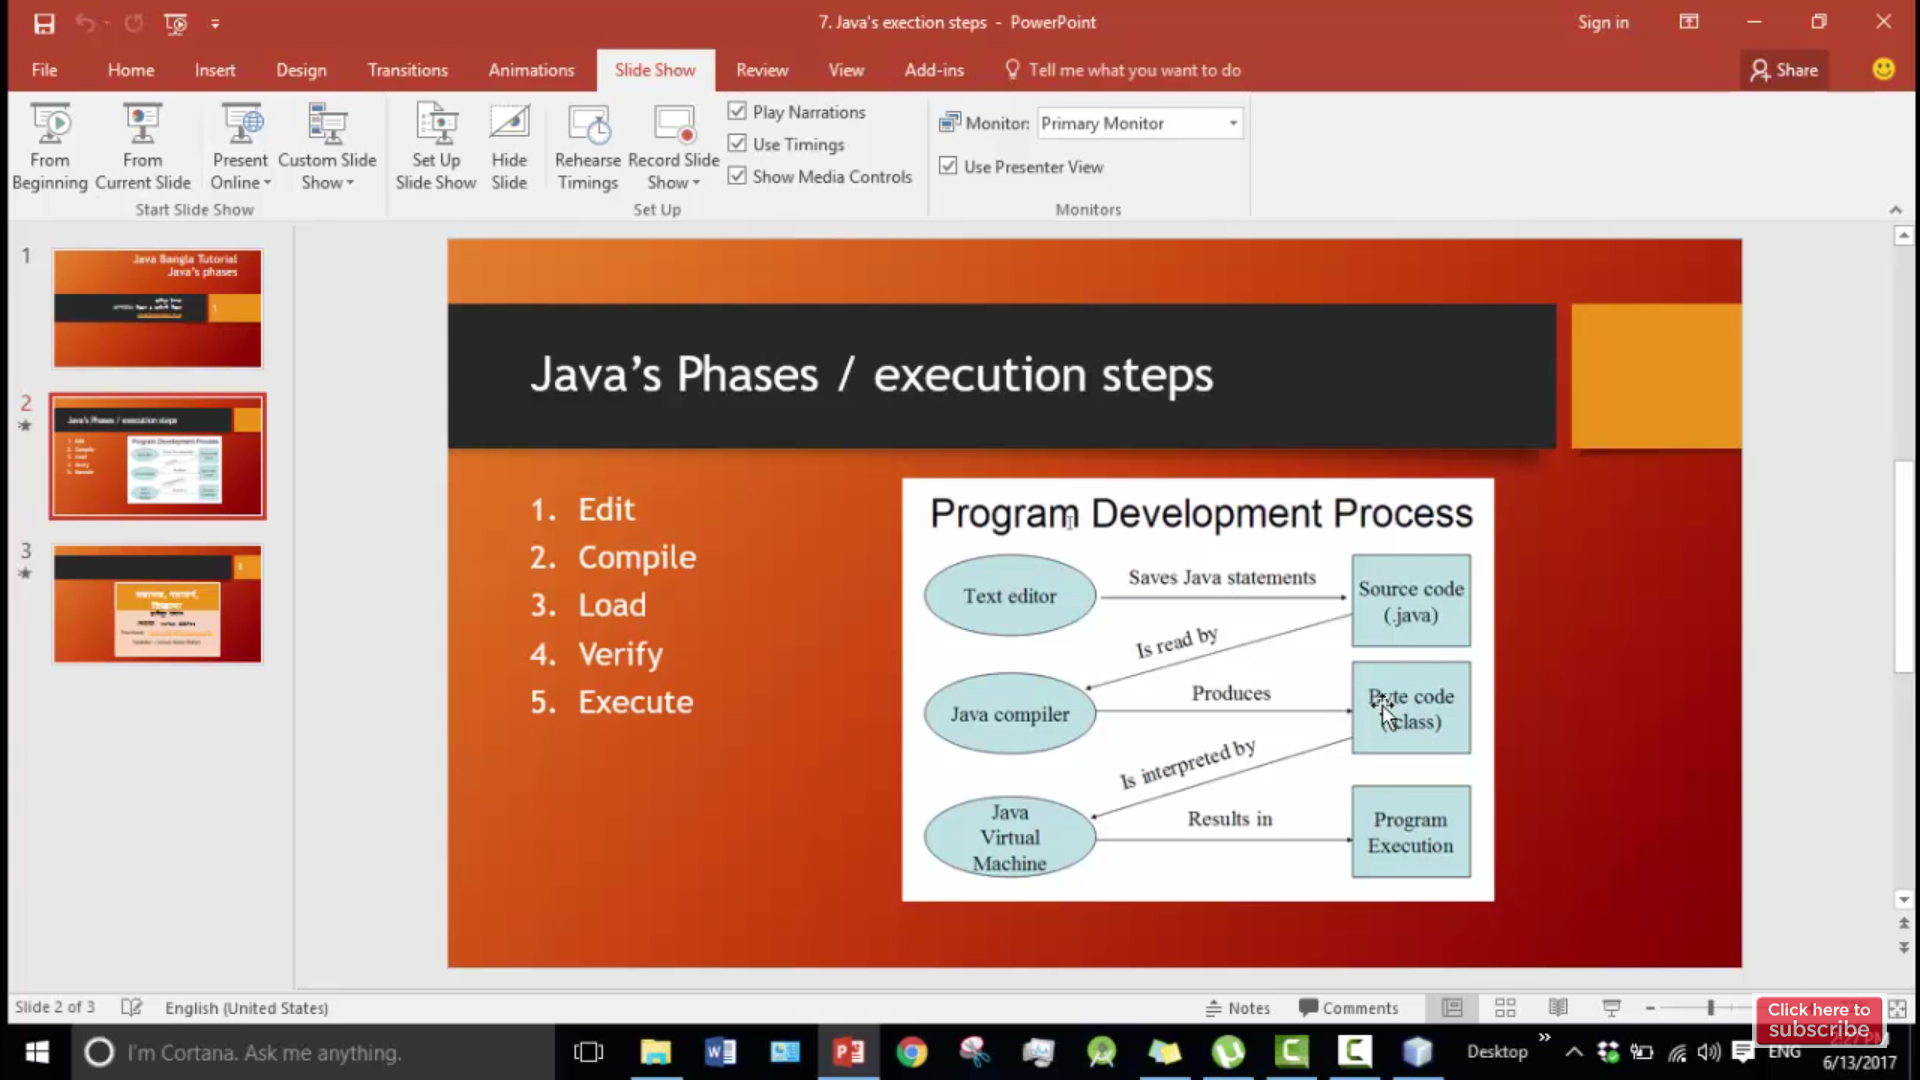 7. Java's exection steps - PowerPoint
Sign in
File
Home
Insert
Design
Transitions
Animations
Slide Show
Review
View
Add-ins
Tell me what you want to do
Share
From Beginning
From Current Slide
Present Online
Custom Slide Show
Set Up Slide Show
Hide Slide
Rehearse Timings
Record Slide Show
Play Narrations
Use Timings
Show Media Controls
Monitor:
Primary Monitor
Use Presenter View
Start Slide Show
Set Up
Monitors
1
Java Bangla Tutorial
Java's phases
2
Java's Phases / execution steps
Program Development Process
3
Java's Phases / execution steps
1. Edit
2. Compile
3. Load
4. Verify
5. Execute
Program Development Process
Text editor
Saves Java statements
Source code
(.java)
Is read by
Java compiler
Produces
Byte code
class)
Is interpreted by
Java
Virtual
Machine
Results in
Program
Execution
Slide 2 of 3
English (United States)
Notes
Comments
Click here to
subscribe
I'm Cortana. Ask me anything.
Desktop
ENG
6/13/2017